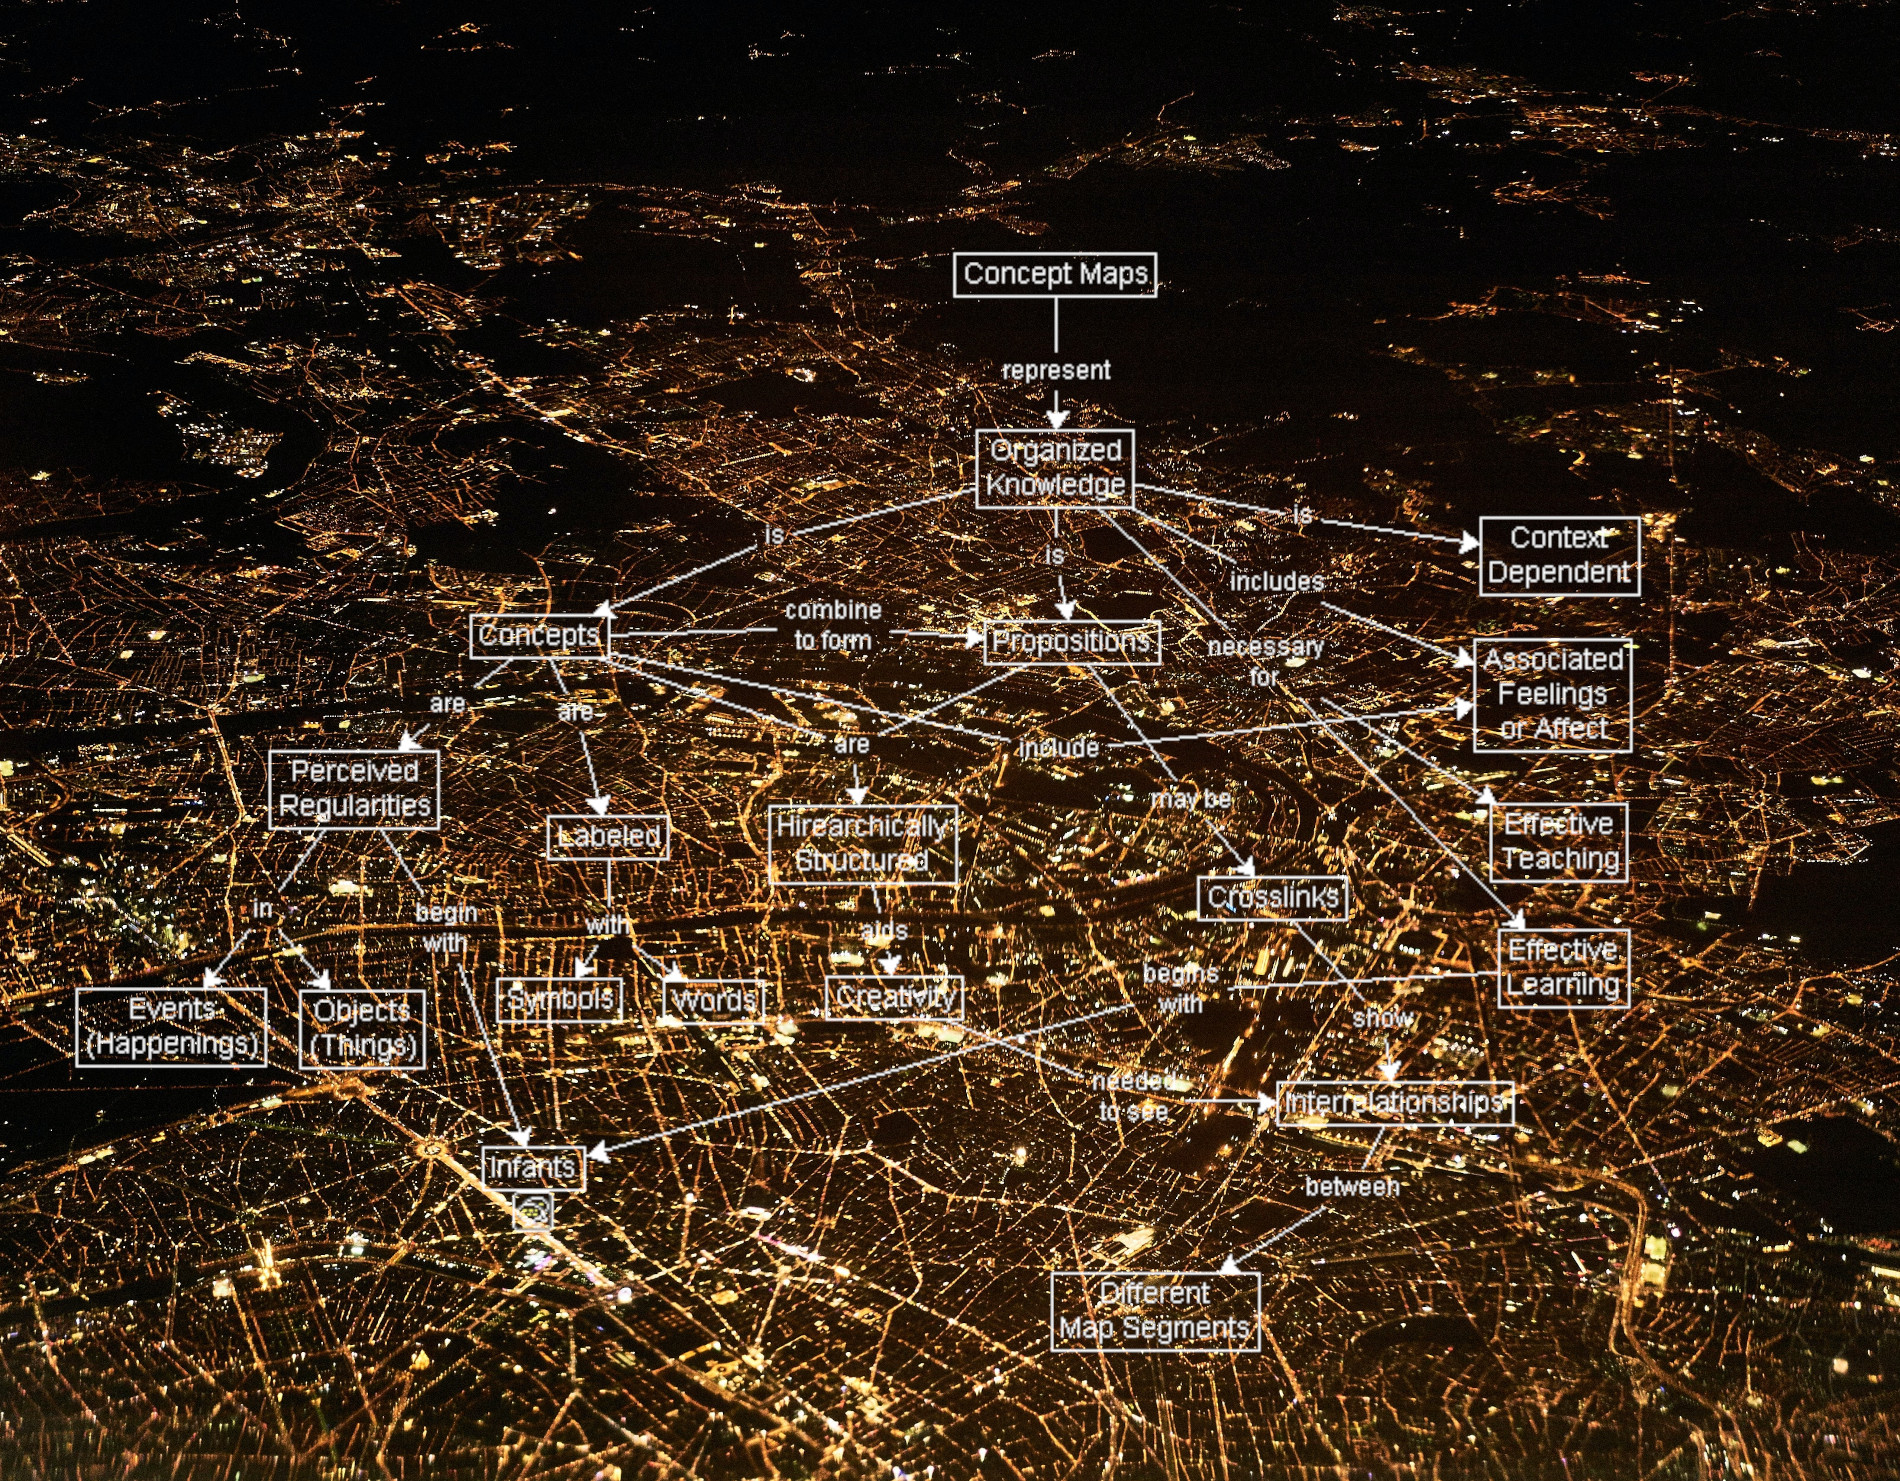 Concept Maps
represent
Organized
Knowledge
is
is
is
Context
Dependent
includes
combine
to form
Concepts
Propositions
necessary
for
Associated
Feelings
or Affect
are
are
are
include
Perceived
Regularities
may be
Labeled
Hirearchically
Structured
Effective
Teaching
Crosslinks
in
begin
with
with
aids
Effective
Learning
begins
with
Events
(Happenings)
Objects
(Things)
Symbols
Words
Creativity
show
needed
to see
Interrelationships
Infants
between
Different
Map Segments